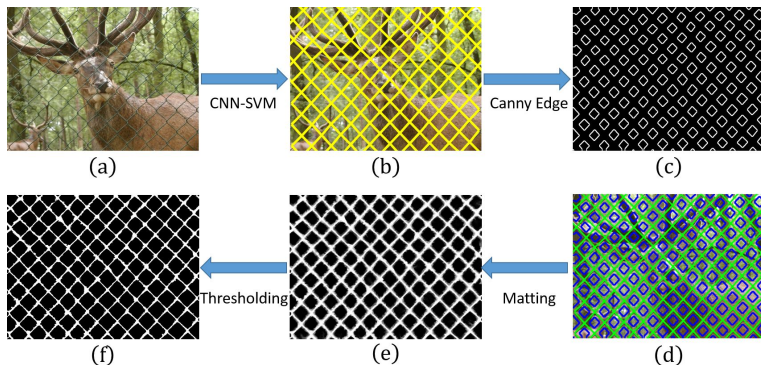 CNN-SVM
Canny Edge
(a)
(b)
(c)
Thresholding
Matting
(f)
(e)
(d)